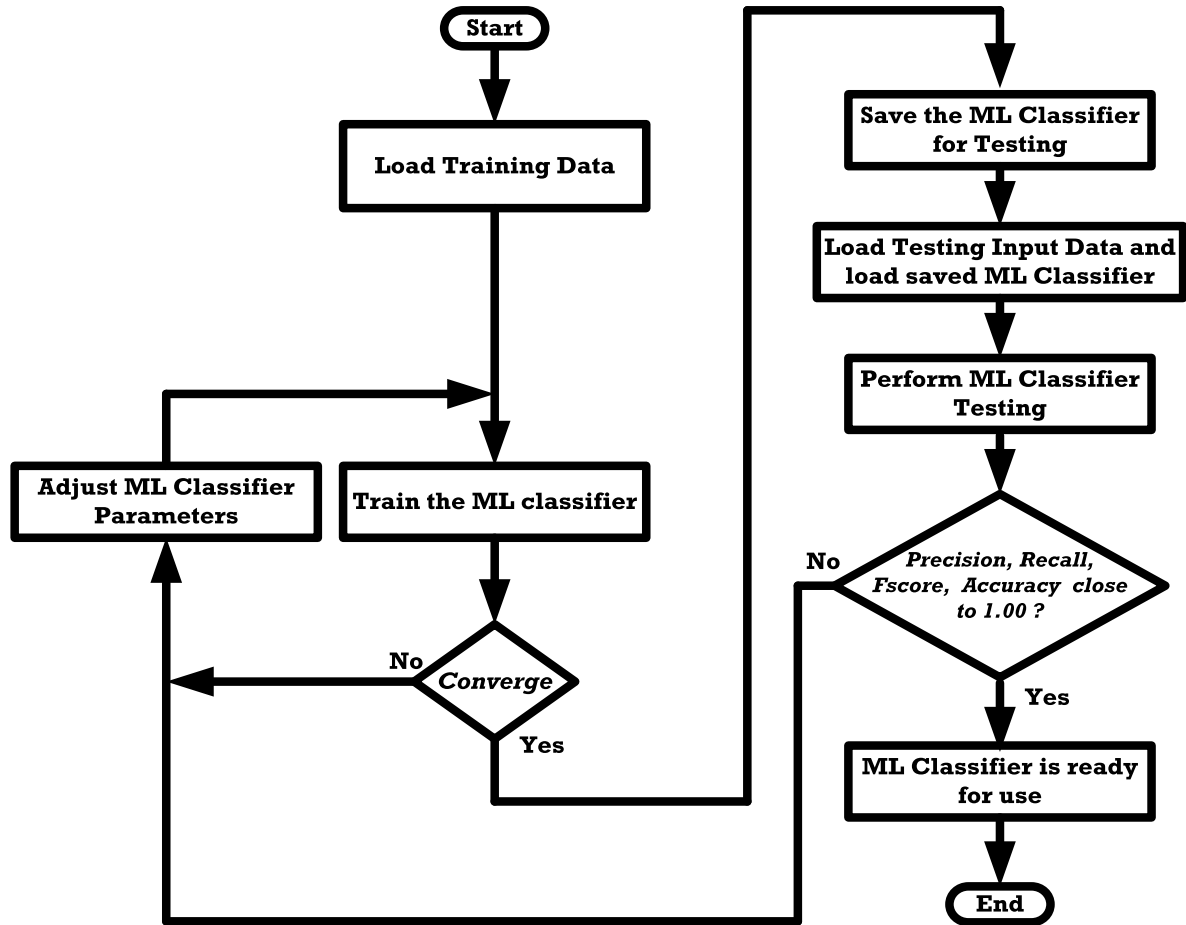 Start
Load Training Data
Adjust ML Classifier
Parameters
Train the ML classifier
No
Converge
Yes
Save the ML Classifier
for Testing
Load Testing Input Data and
load saved ML Classifier
Perform ML Classifier
Testing
No
Precision, Recall,
Fscore, Accuracy close
to 1.00 ?
Yes
ML Classifier is ready
for use
End